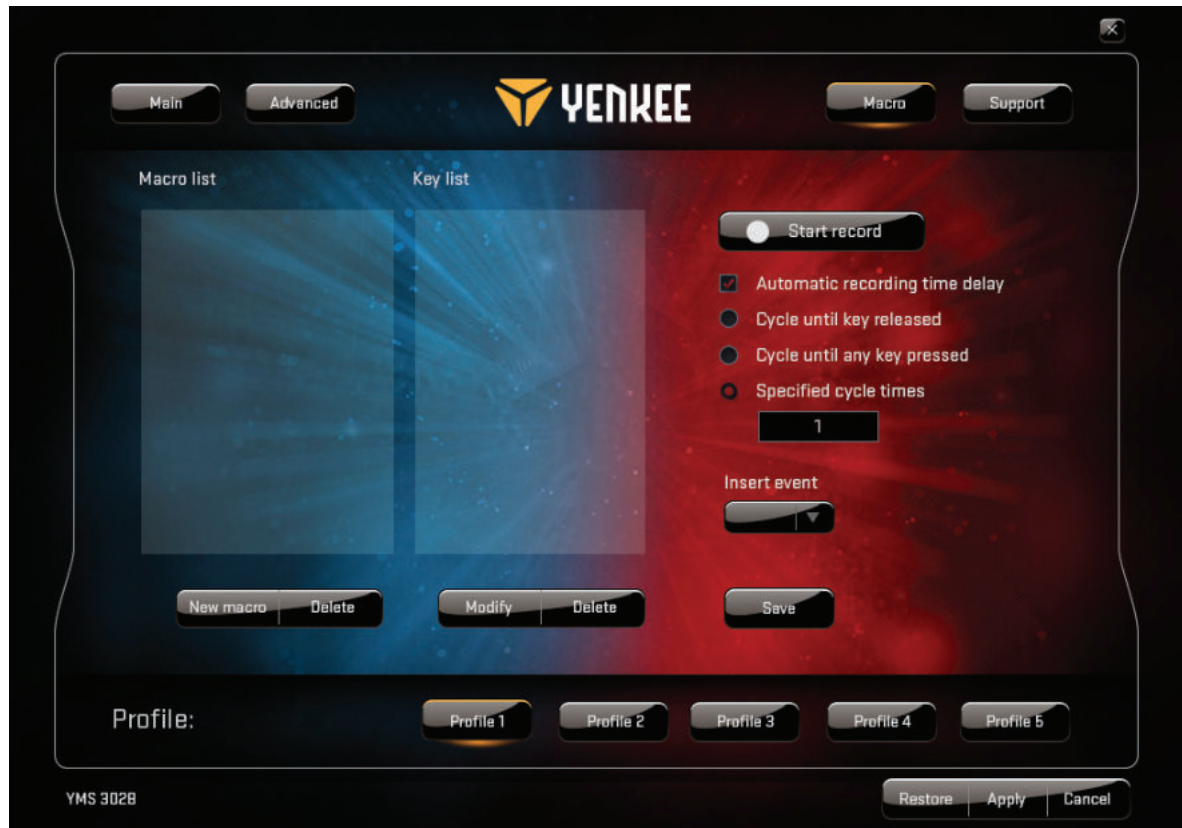 Main Advanced YENKEE Macro Support
Macro list Key list
Start record
Automatic recording time delay
Cycle until key released
Cycle until any key pressed
Specified cycle times
1
Insert event
New macro Delete Modify Delete Save
Profile: Profile 1 Profile 2 Profile 3 Profile 4 Profile 5
YMS 3028 Restore Apply Cancel